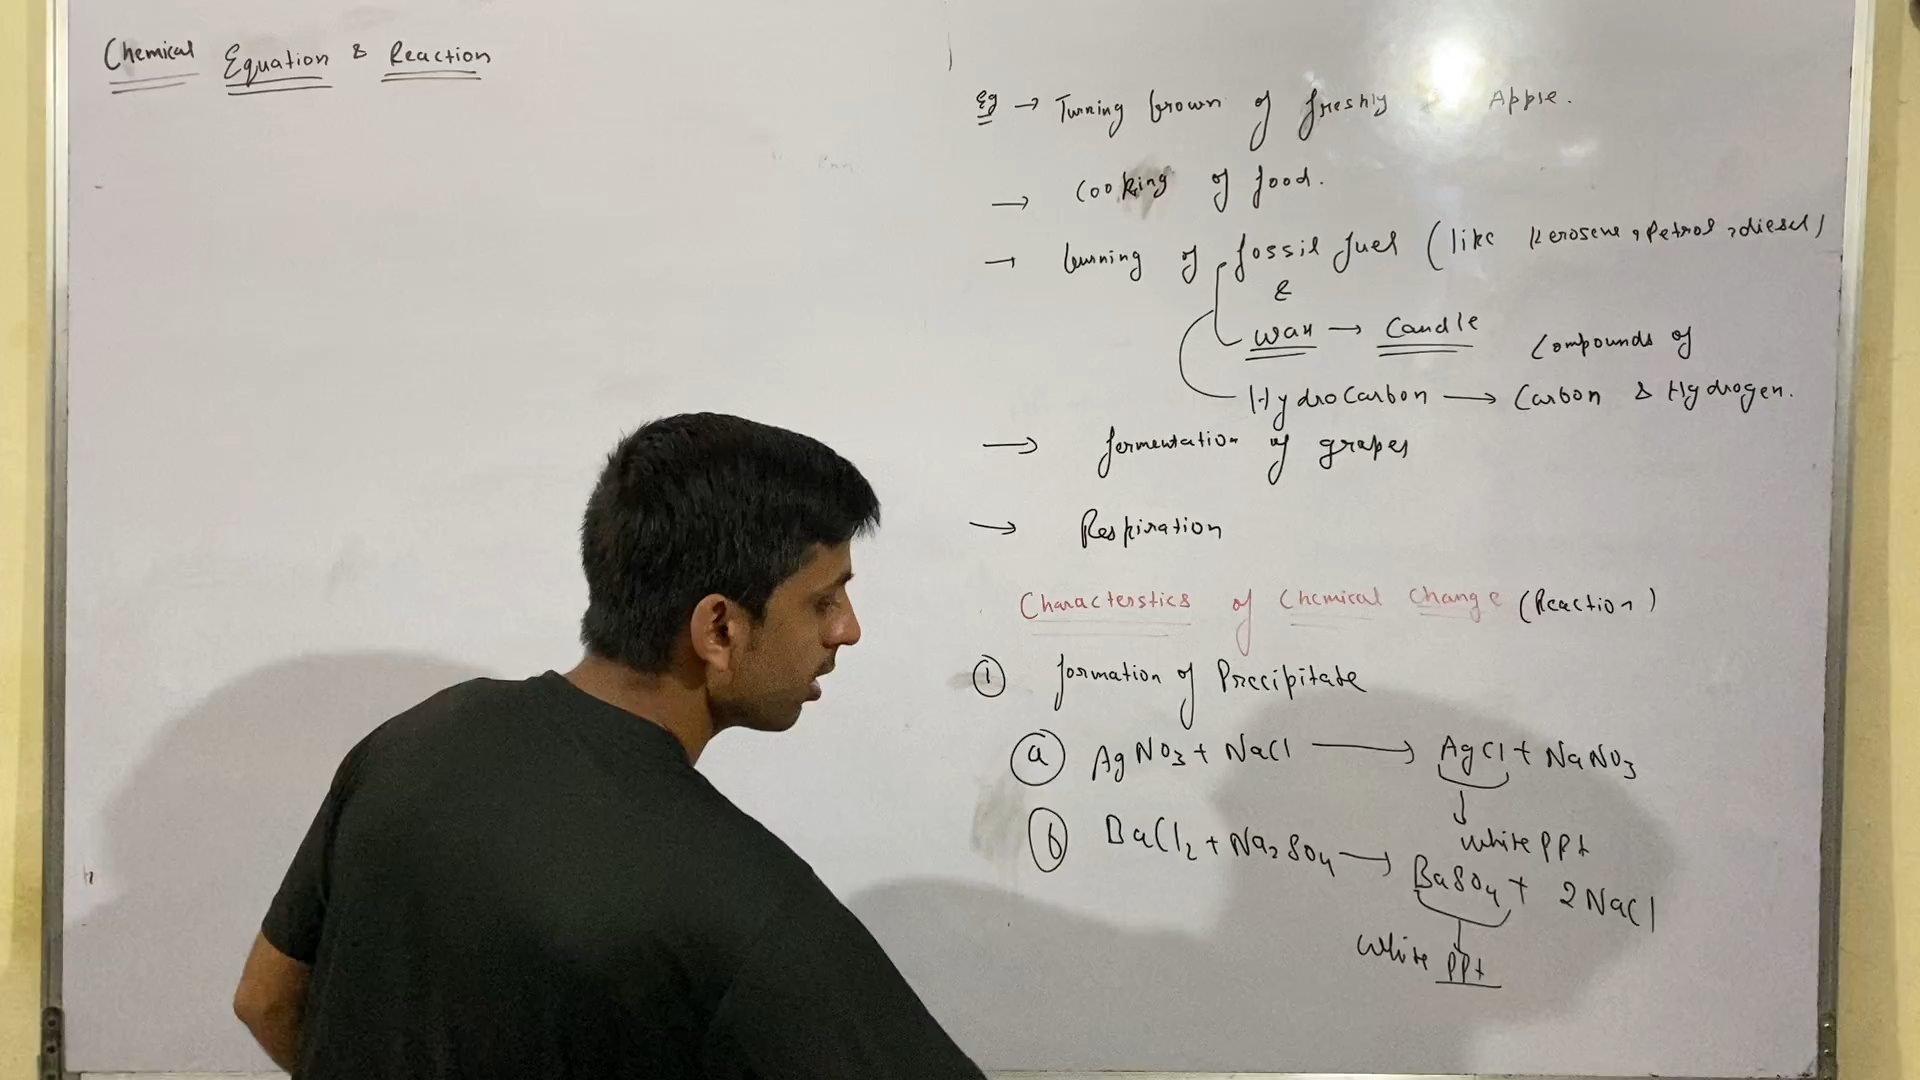 Chemical Equation & Reaction
Eg → Turning brown of freshly Apple.
→ Cooking of food.
→ burning of fossil fuel (like Kerosene, Petrol, diesel)
&
Wax → Candle
Compounds of
HydroCarbon → Carbon & Hydrogen.
→ fermentation of grapes
→ Respiration
Characterstics of Chemical Change (Reaction)
① formation of Precipitate
ⓐ AgNO₃ + NaCl → AgCl + NaNO₃
↓
white PPt
ⓑ BaCl₂ + Na₂SO₄ → BaSO₄ + 2NaCl
White PPt